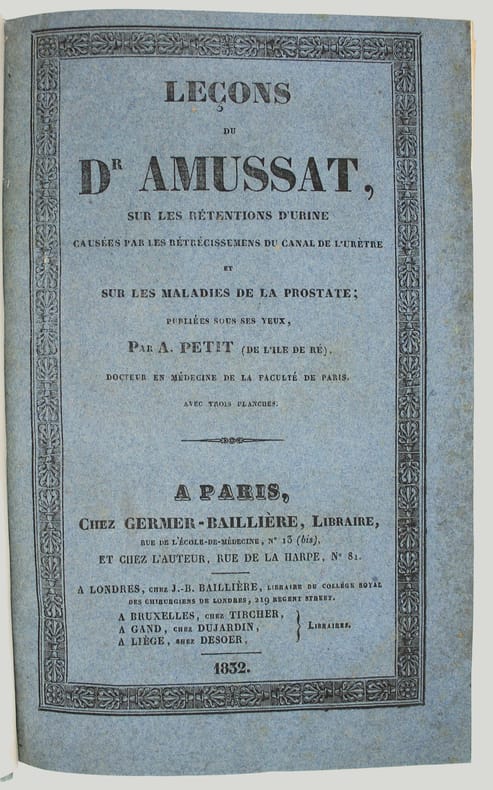 LEÇONS
DU
DR AMUSSAT,
SUR LES RÉTENTIONS D'URINE
CAUSÉES PAR LES RÉTRÉCISSEMENS DU CANAL DE L'URÈTRE
ET
SUR LES MALADIES DE LA PROSTATE;
PUBLIÉES SOUS SES YEUX,
PAR A. PETIT (DE L'ILE DE RÉ),
DOCTEUR EN MÉDECINE DE LA FACULTÉ DE PARIS.
AVEC TROIS PLANCHES.
A PARIS,
CHEZ GERMER-BAILLIÈRE, LIBRAIRE,
RUE DE L'ÉCOLE-DE-MÉDECINE, N° 13 (bis),
ET CHEZ L'AUTEUR, RUE DE LA HARPE, N° 81.
A LONDRES, CHEZ J.-B. BAILLIÈRE, LIBRAIRE DU COLLÉGE ROYAL
DES CHIRURGIENS DE LONDRES, 219 REGENT STREET.
A BRUXELLES, CHEZ TIRCHER,
A GAND, CHEZ DUJARDIN, LIBRAIRES.
A LIÉGE, CHEZ DESOER,
1832.